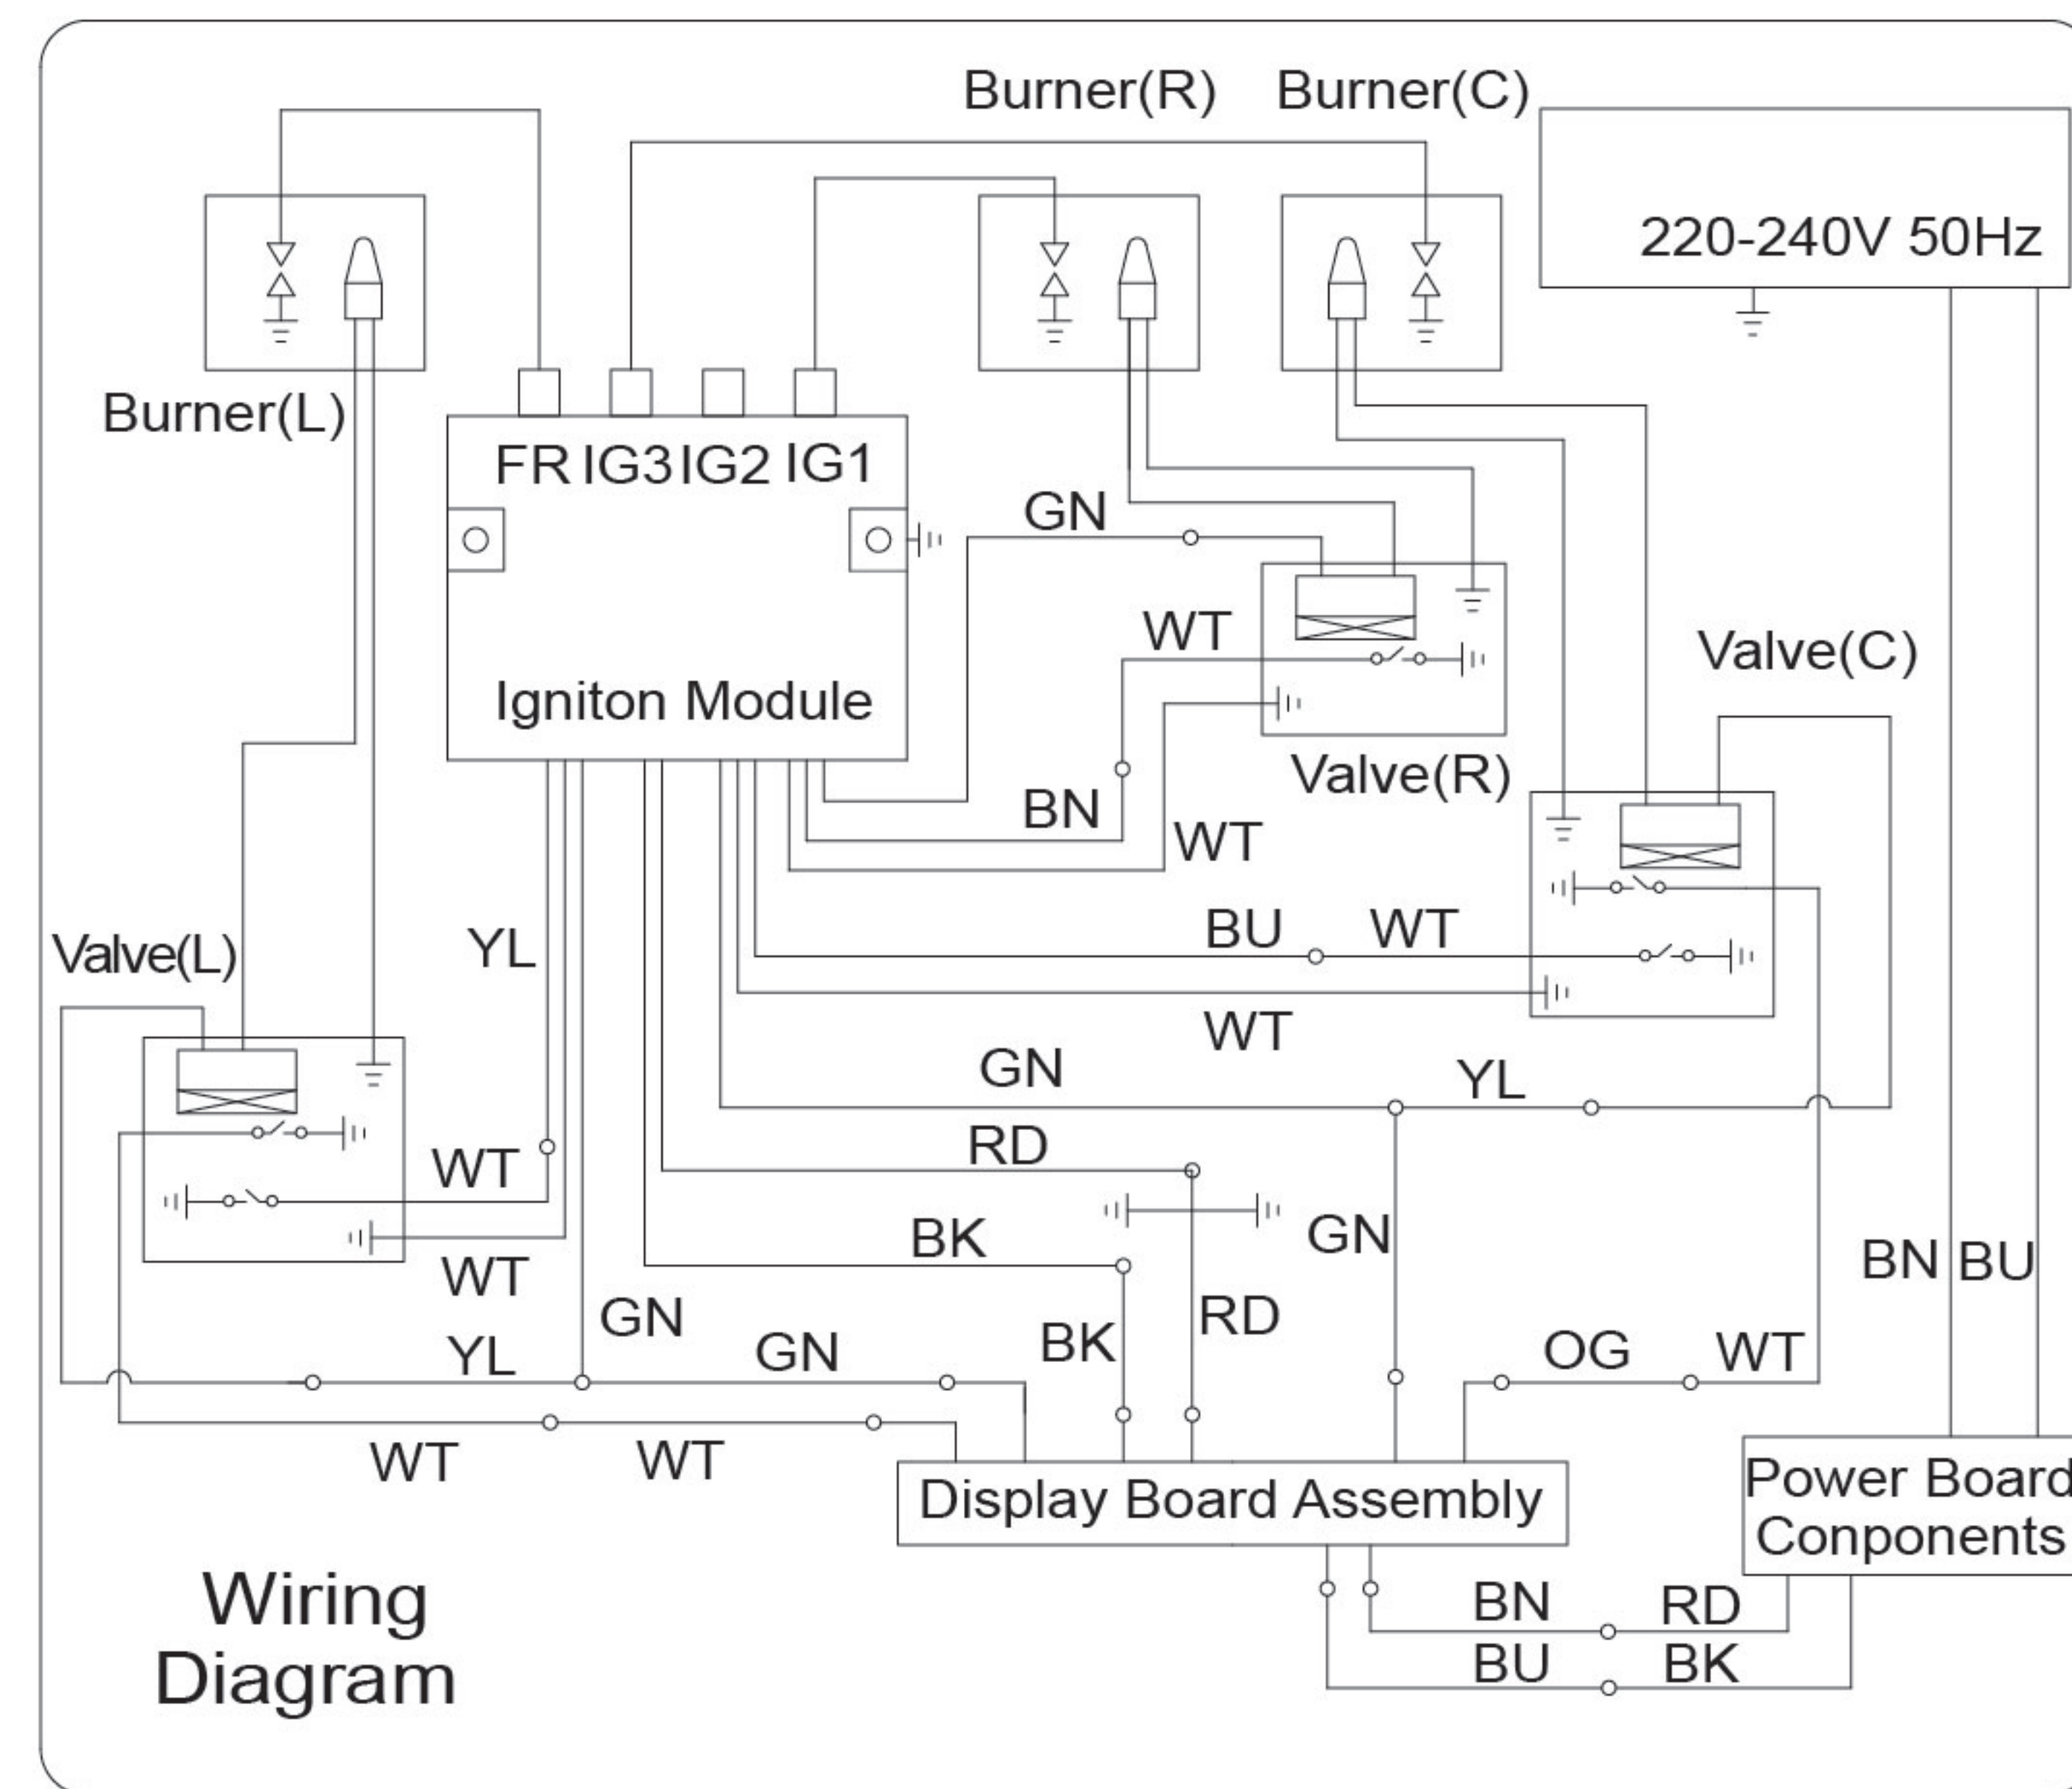 Burner(R)
Burner(C)
220-240V 50Hz
Burner(L)
FR IG3 IG2 IG1
GN
WT
Igniton Module
Valve(C)
Valve(R)
BN
WT
BU
WT
YL
Valve(L)
WT
GN
YL
RD
WT
BK
GN
BN
BU
WT
GN
RD
YL
GN
BK
OG
WT
WT
WT
Display Board Assembly
Power Board
Conponents
Wiring
Diagram
BN
RD
BU
BK